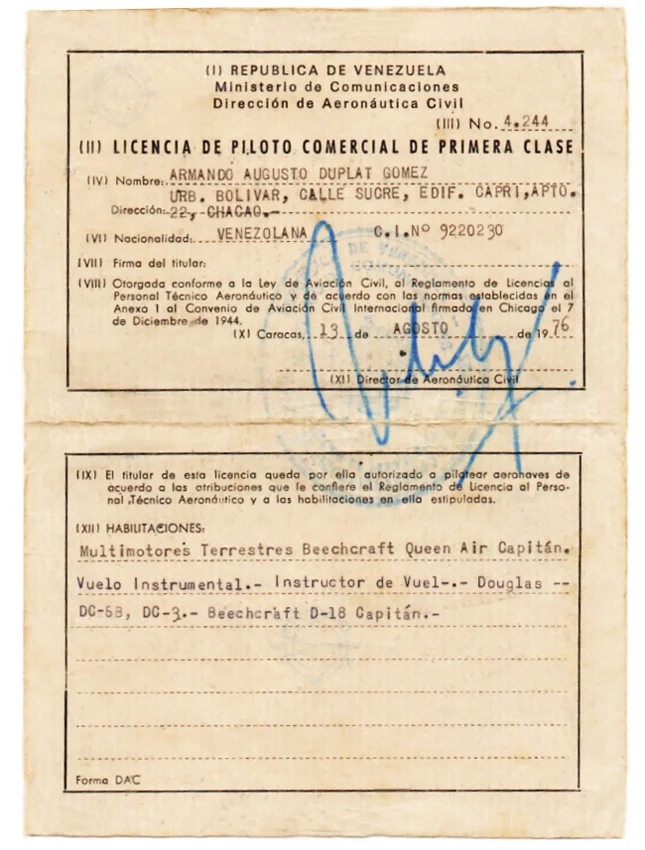 (I) REPUBLICA DE VENEZUELA
Ministerio de Comunicaciones
Dirección de Aeronáutica Civil
(III) No. 4.244
(II) LICENCIA DE PILOTO COMERCIAL DE PRIMERA CLASE
(IV) Nombre: ARMANDO AUGUSTO DUPLAT GOMEZ
URB. BOLIVAR, CALLE SUCRE, EDIF. CAPRI,APTO.
Dirección: 22, CHACAO.-
(VI) Nacionalidad: VENEZOLANA C.I.Nº 9220230
(VII) Firma del titular:
(VIII) Otorgada conforme a la Ley de Aviación Civil, al Reglamento de Licencias al
Personal Técnico Aeronáutico y de acuerdo con las normas establecidas en el
Anexo I al Convenio de Aviación Civil Internacional firmado en Chicago el 7
de Diciembre de 1944.
(X) Caracas, 13 de AGOSTO de 1976
(XI) Director de Aeronáutica Civil
(IX) El titular de esta licencia queda por ella autorizado a pilotear aeronaves de
acuerdo a las atribuciones que le confiere el Reglamento de Licencia al Perso-
nal Técnico Aeronáutico y a las habilitaciones en ella estipuladas.
(XII) HABILITACIONES:
Multimotores Terrestres Beechcraft Queen Air Capitán.
Vuelo Instrumental.- Instructor de Vuel-.- Douglas --
DC-6B, DC-3.- Beechcraft D-18 Capitán.-
Forma DAC